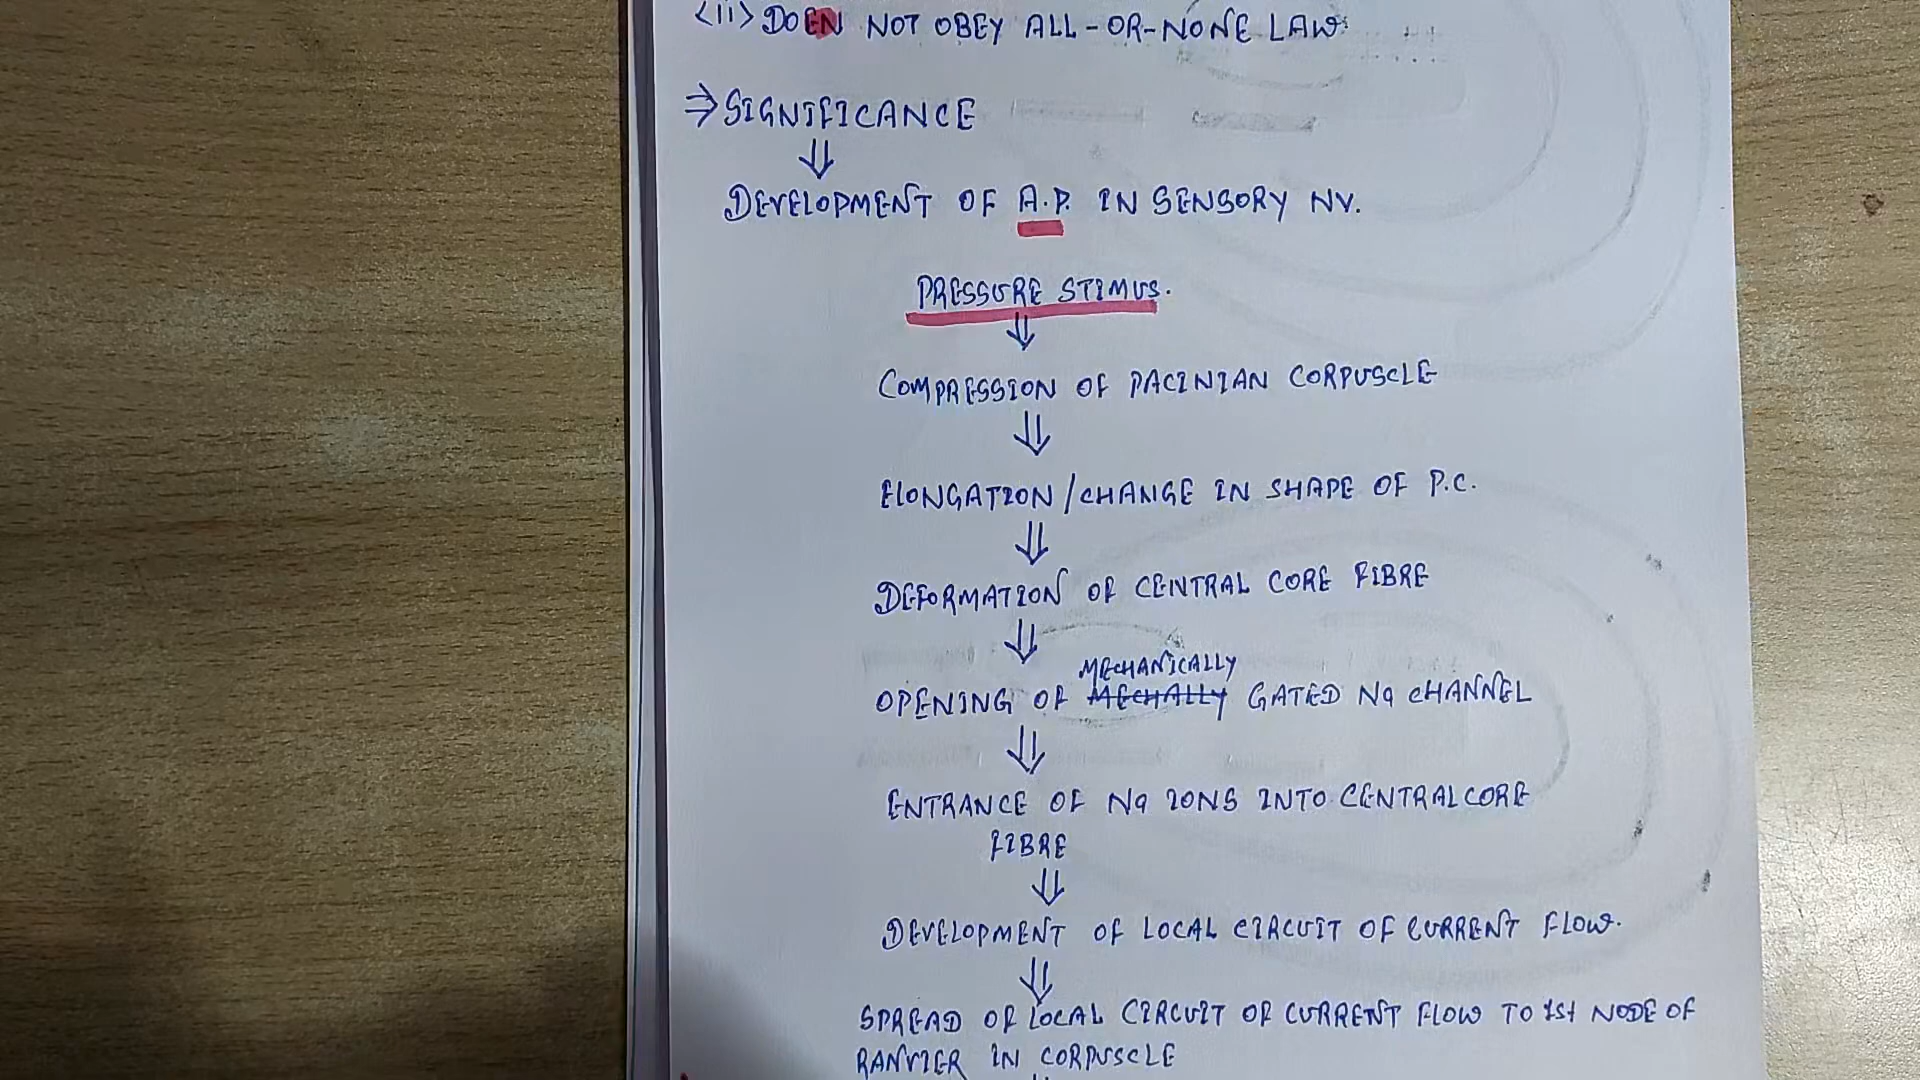 <ii> DOEN NOT OBEY ALL-OR-NONE LAW
⇒ SIGNIFICANCE
⇓
DEVELOPMENT OF A.P. IN SENSORY NV.
PRESSURE STIMUS.
⇓
COMPRESSION OF PACINIAN CORPUSCLE
⇓
ELONGATION/CHANGE IN SHAPE OF P.C.
⇓
DEFORMATION OF CENTRAL CORE FIBRE
⇓
MECHANICALLY
OPENING OF MECHALLY GATED Na CHANNEL
⇓
ENTRANCE OF Na IONS INTO CENTRAL CORE
FIBRE
⇓
DEVELOPMENT OF LOCAL CIRCUIT OF CURRENT FLOW.
⇓
SPREAD OF LOCAL CIRCUIT OF CURRENT FLOW TO 1st NODE OF
RANVIER IN CORPUSCLE